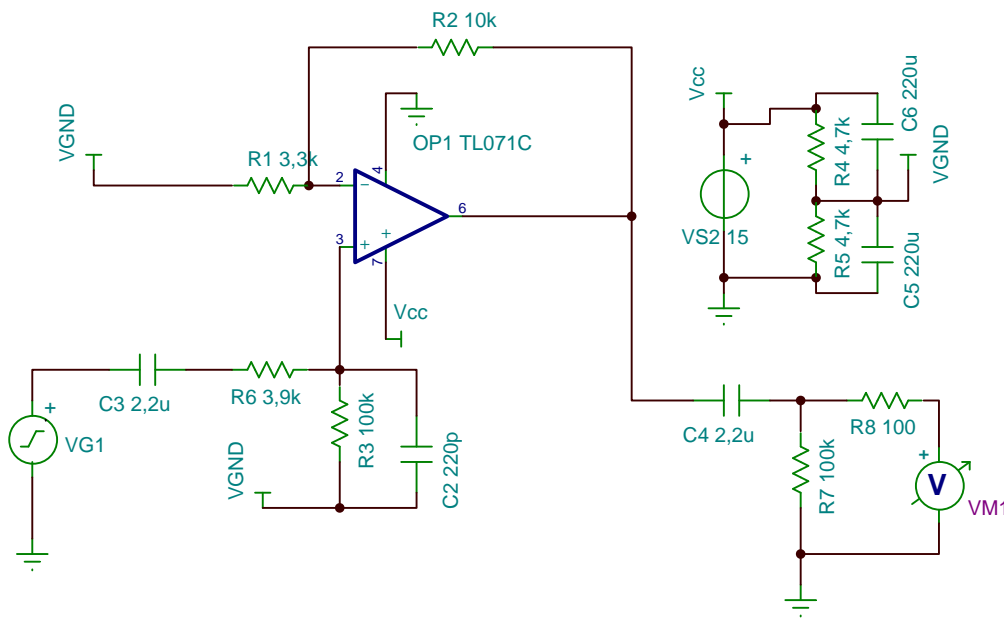 R2 10k
Vcc
C6 220u
VGND
OP1 TL071C
4
R1 3,3k
2
R4 4,7k
VGND
6
VS2 15
3
7
R5 4,7k
C5 220u
Vcc
C3 2,2u
R6 3,9k
VG1
R3 100k
VGND
C2 220p
C4 2,2u
R8 100
R7 100k
V
VM1